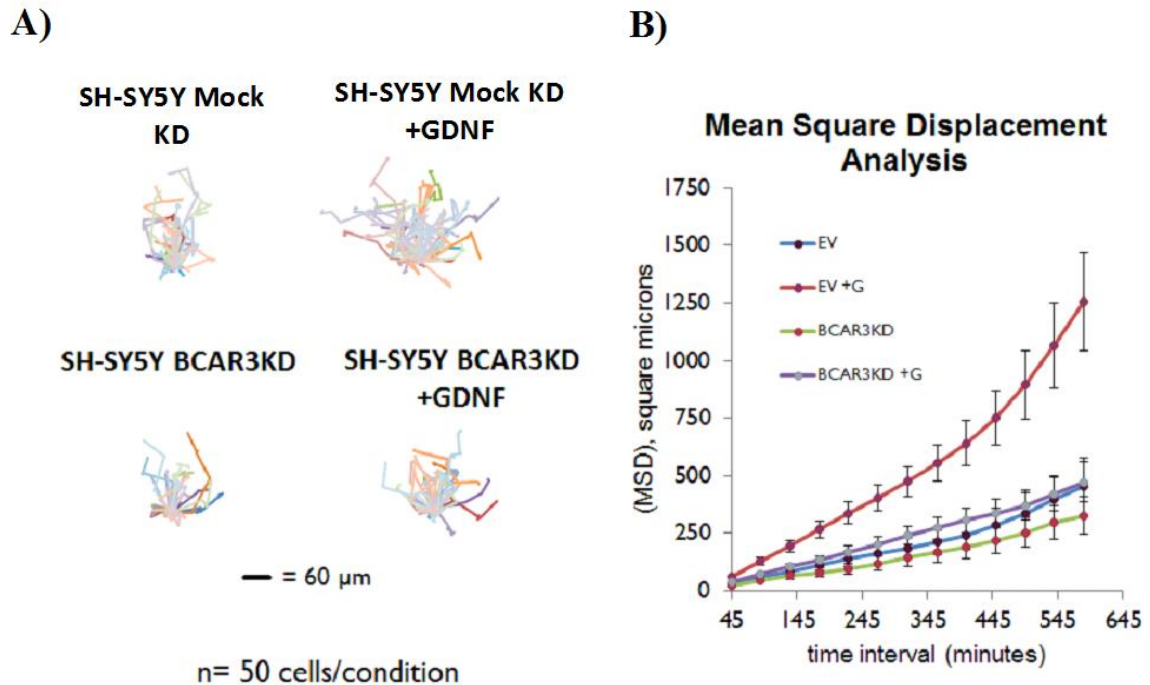 A)
SH-SY5Y Mock
KD
SH-SY5Y Mock KD
+GDNF
SH-SY5Y BCAR3KD
SH-SY5Y BCAR3KD
+GDNF
= 60 µm
n= 50 cells/condition
B)
Mean Square Displacement
Analysis
(MSD), square microns
1750
1500
1250
1000
750
500
250
0
EV
EV +G
BCAR3KD
BCAR3KD +G
45 145 245 345 445 545 645
time interval (minutes)